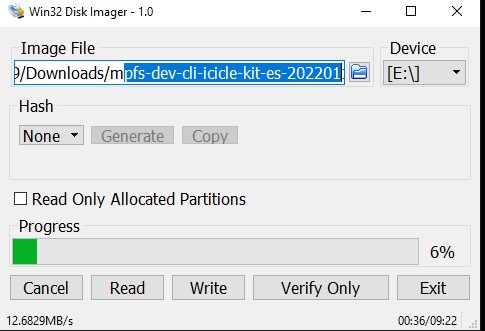 Win32 Disk Imager - 1.0
Image File
Device
9/Downloads/mpfs-dev-cli-icicle-kit-es-202201
[E:\]
Hash
None
Generate
Copy
Read Only Allocated Partitions
Progress
6%
Cancel
Read
Write
Verify Only
Exit
12.6829MB/s
00:36/09:22